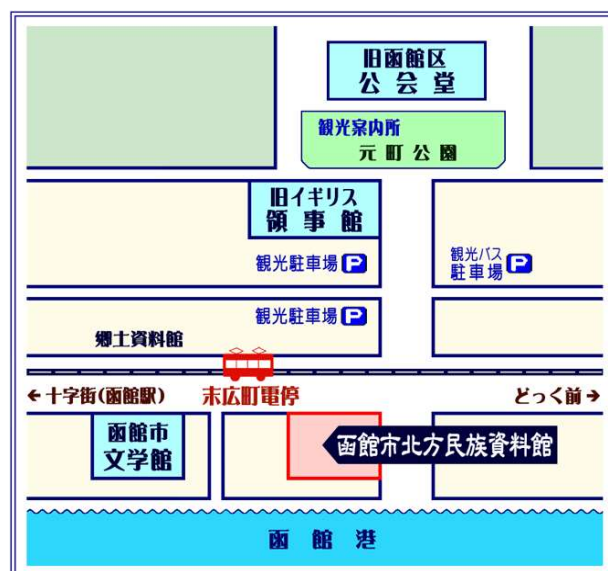 旧函館区
公会堂
観光案内所
元町公園
旧イギリス
領事館
観光駐車場 P
観光バス
駐車場 P
観光駐車場 P
郷土資料館
←十字街(函館駅)
末広町電停
どっく前→
函館市
文学館
函館市北方民族資料館
函館港